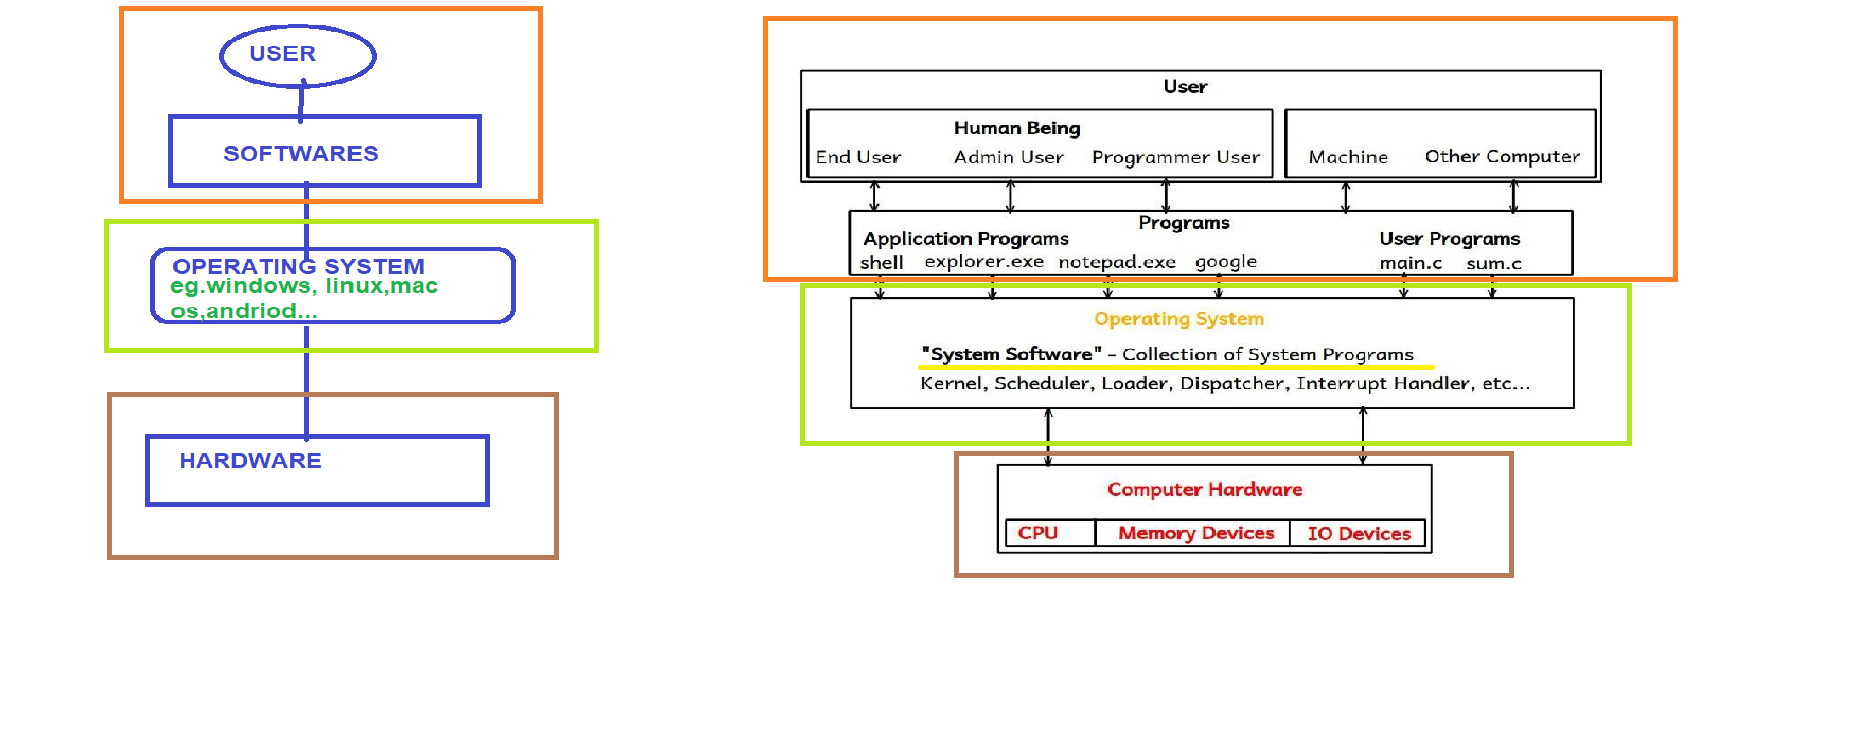 USER
SOFTWARES
OPERATING SYSTEM
eg.windows, linux,mac
os,andriod...
HARDWARE
User
Human Being
End User Admin User Programmer User
Machine Other Computer
Programs
Application Programs User Programs
shell explorer.exe notepad.exe google main.c sum.c
Operating System
"System Software" - Collection of System Programs
Kernel, Scheduler, Loader, Dispatcher, Interrupt Handler, etc...
Computer Hardware
CPU Memory Devices IO Devices